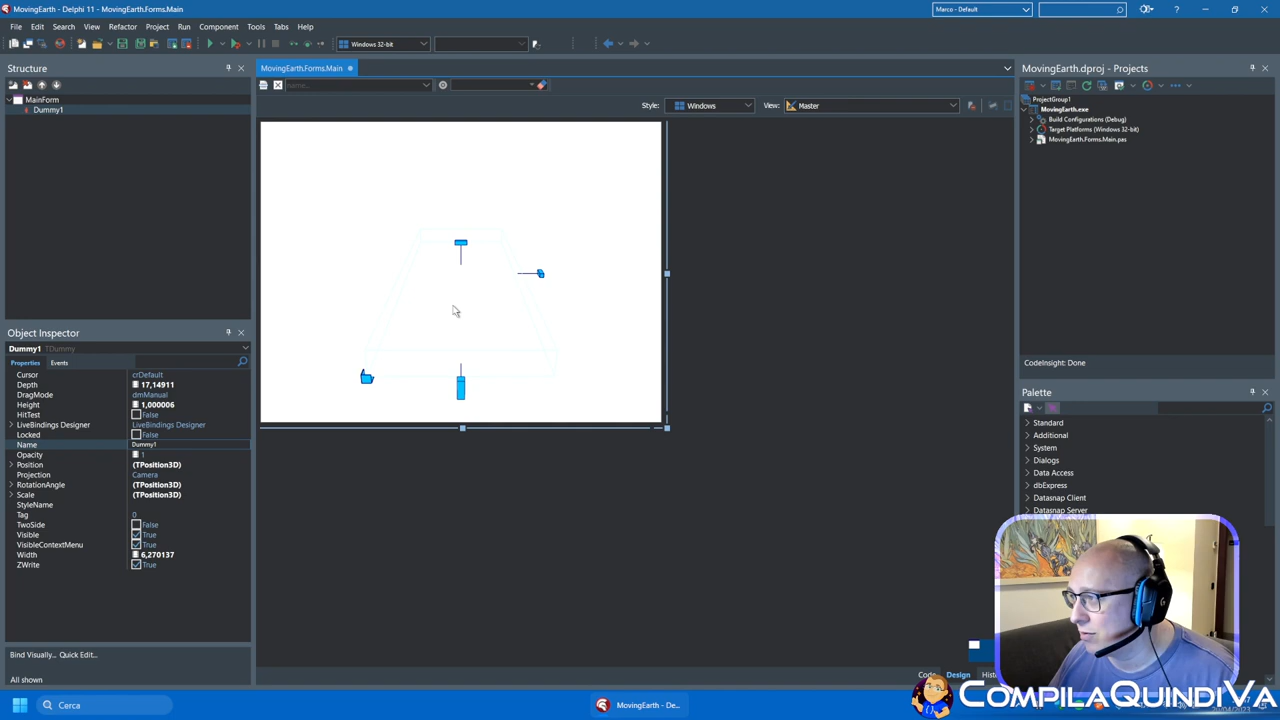 MovingEarth - Delphi 11 - MovingEarth.Forms.Main
Marco - Default
File Edit Search View Refactor Project Run Component Tools Tabs Help
Windows 32-bit
Structure
MainForm
Dummy1
MovingEarth.Forms.Main
name...
Style: Windows View: Master
MovingEarth.dproj - Projects
ProjectGroup1
MovingEarth.exe
Build Configurations (Debug)
Target Platforms (Windows 32-bit)
MovingEarth.Forms.Main.pas
CodeInsight: Done
Object Inspector
Dummy1 TDummy
Properties Events
Cursor crDefault
Depth 17,14911
DragMode dmManual
Height 1,000006
HitTest False
LiveBindings Designer LiveBindings Designer
Locked False
Name Dummy1
Opacity 1
Position (TPosition3D)
Projection Camera
RotationAngle (TPosition3D)
Scale (TPosition3D)
StyleName
Tag 0
TwoSide False
Visible True
VisibleContextMenu True
Width 6,270137
ZWrite True
Bind Visually... Quick Edit...
All shown
Palette
Standard
Additional
System
Dialogs
Data Access
dbExpress
Datasnap Client
Datasnap Server
Design
Cerca
MovingEarth - De...
CompilaQuindiVa